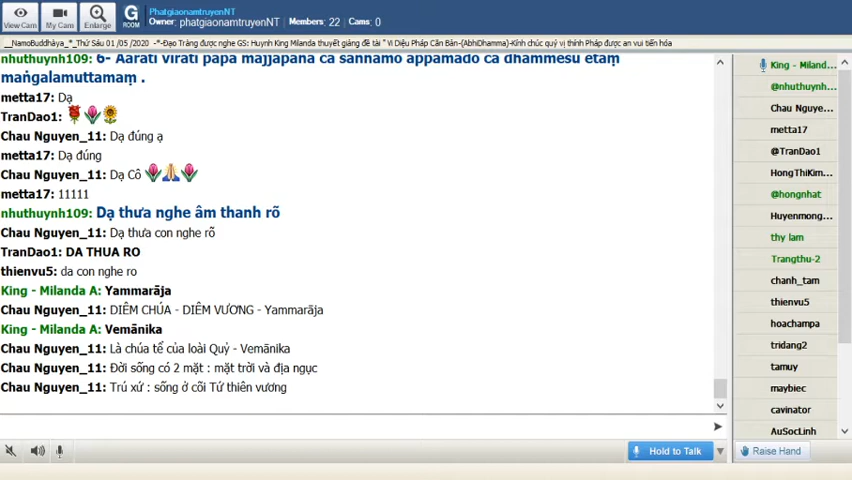 PhatgiaonamtruyenNT
Owner: phatgiaonamtruyenNT
Members: 22
Cams: 0
View Cam
My Cam
Enlarge
G
ROOM
__NamoBuddhàya_*_Thứ Sáu 01 /05 /2020 -*-Đạo Tràng được nghe GS: Huynh King Milanda thuyết giảng đề tài " Vi Diệu Pháp Căn Bản-(AbhiDhamma)-Kính chúc quý vị thính Pháp được an vui tiến hóa
nhuthuynh109: 6- Aarati virati pāpā majjapānā ca saññamo appamādo ca dhammesu etaṃ
maṅgalamuttamaṃ .
metta17: Dạ
TranDao1:
Chau Nguyen_11: Dạ đúng ạ
metta17: Dạ đúng
Chau Nguyen_11: Dạ Cô
metta17: 11111
nhuthuynh109: Dạ thưa nghe âm thanh rõ
Chau Nguyen_11: Dạ thưa con nghe rõ
TranDao1: DA THUA RO
thienvu5: da con nghe ro
King - Milanda A: Yammarāja
Chau Nguyen_11: DIÊM CHÚA - DIÊM VƯƠNG - Yammarāja
King - Milanda A: Vemānika
Chau Nguyen_11: Là chúa tể của loài Quỷ - Vemānika
Chau Nguyen_11: Đời sống có 2 mặt : mặt trời và địa ngục
Chau Nguyen_11: Trú xứ : sống ở cõi Tứ thiên vương
King - Miland...
@nhuthuynh...
Chau Nguye...
metta17
@TranDao1
HongThiKim...
@hongnhat
Huyenmong...
thy lam
Trangthu-2
chanh_tam
thienvu5
hoachampa
tridang2
tamuy
maybiec
cavinator
AuSocLinh
Hold to Talk
Raise Hand